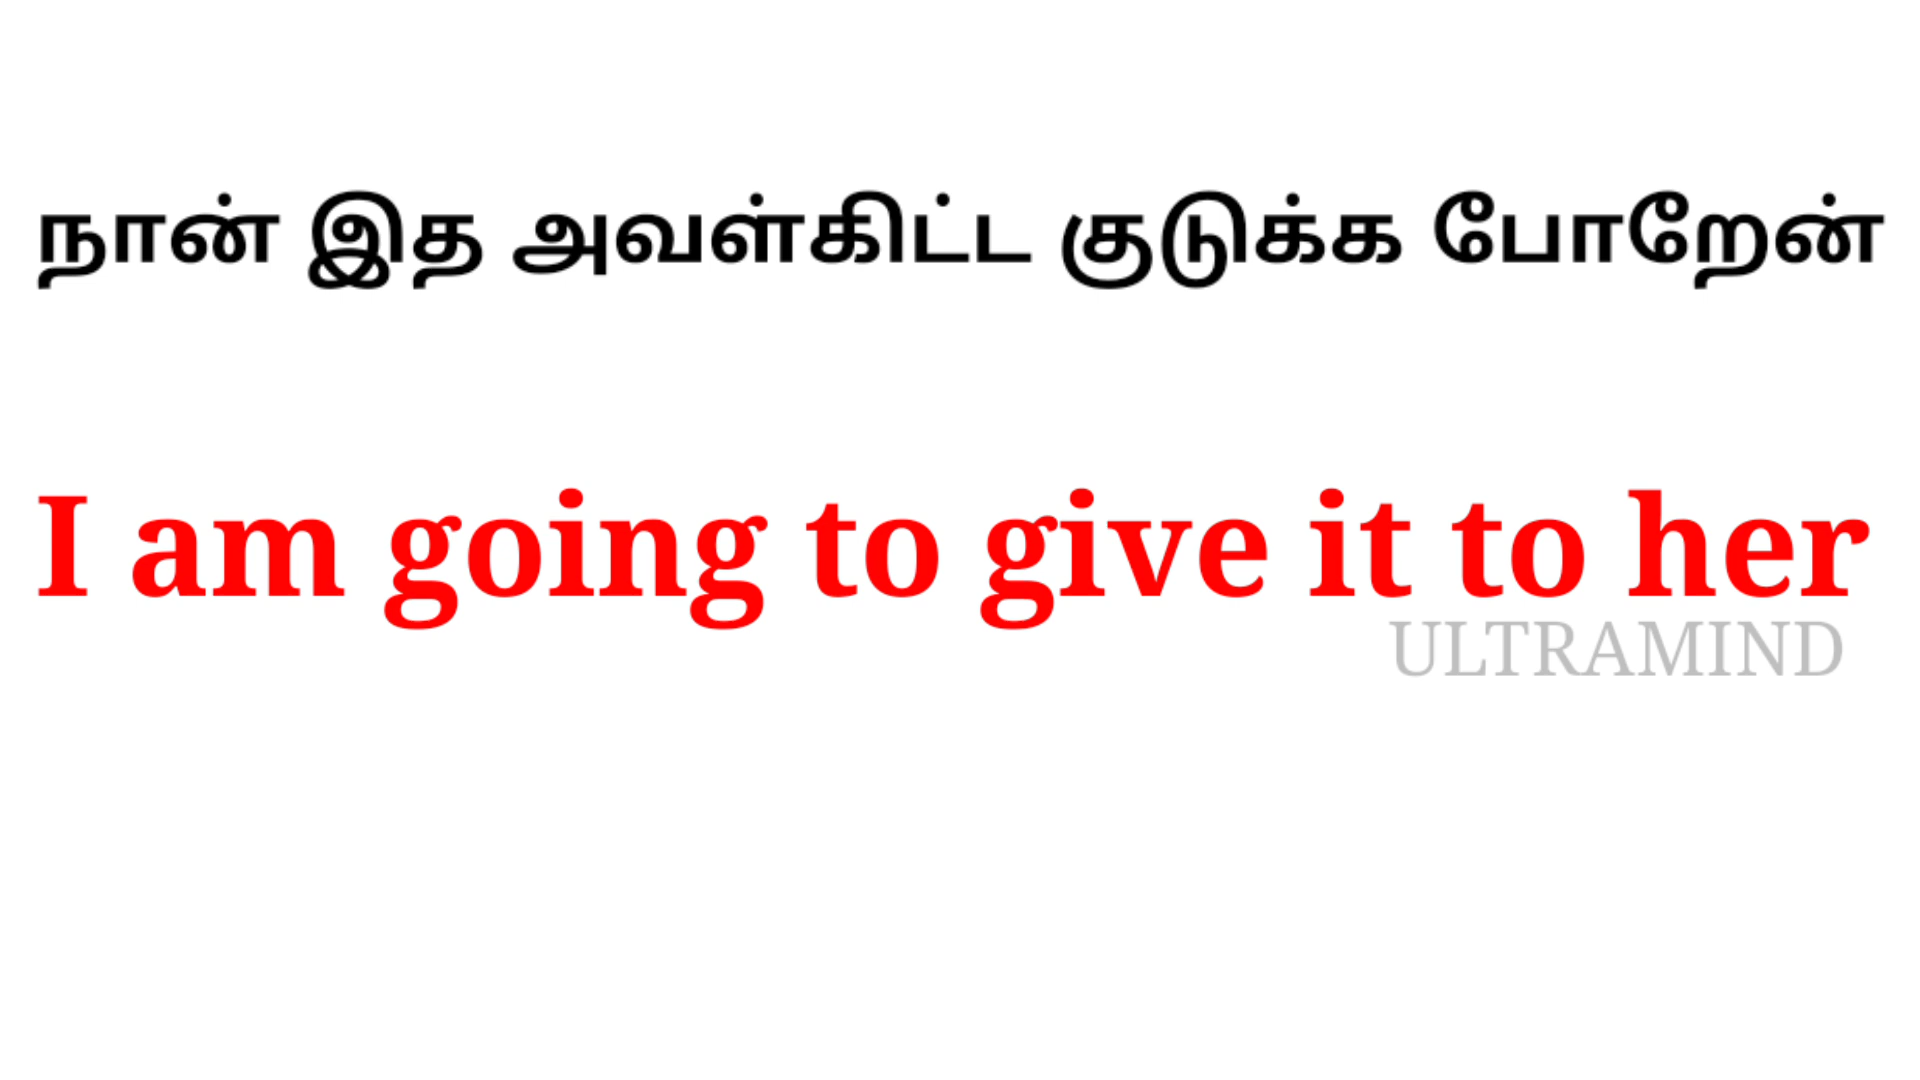 நான் இத அவள்கிட்ட குடுக்க போறேன்
I am going to give it to her
ULTRAMIND